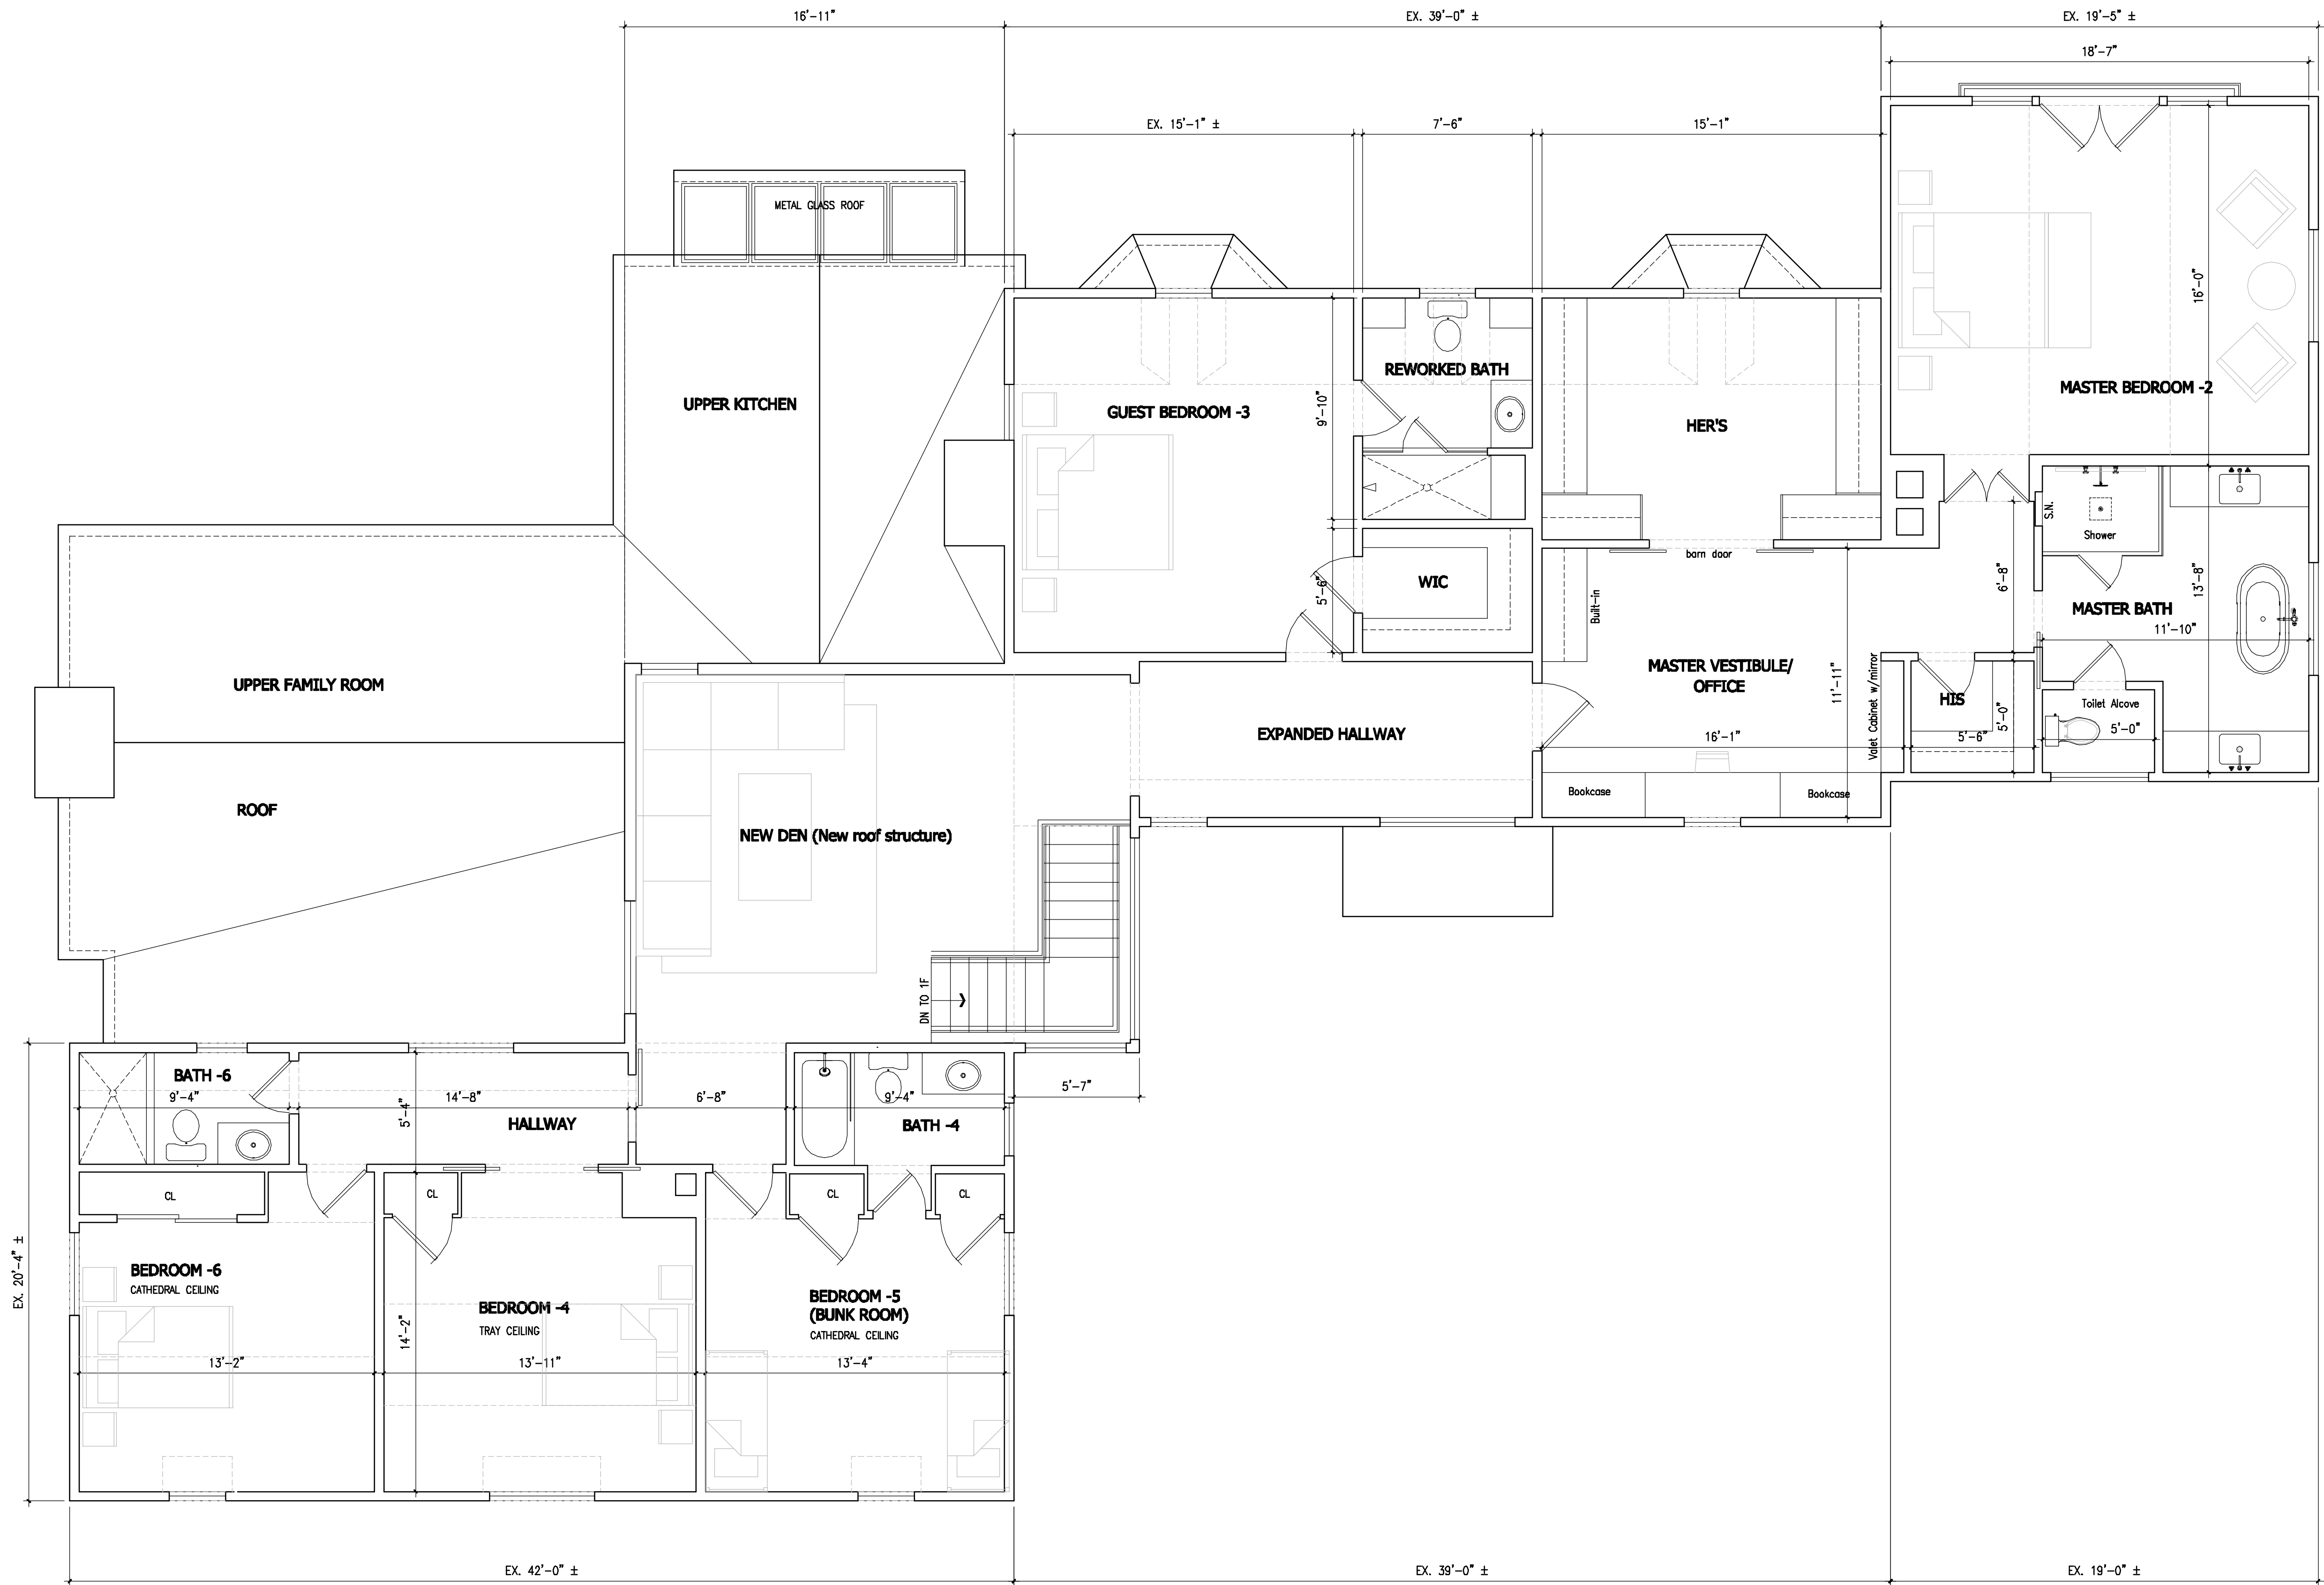 16'-11"
EX. 39'-0" ±
EX. 19'-5" ±
18'-7"
EX. 15'-1" ±
7'-6"
15'-1"
METAL GLASS ROOF
16'-0"
REWORKED BATH
MASTER BEDROOM -2
UPPER KITCHEN
GUEST BEDROOM -3
9'-10"
HER'S
S.N.
Shower
barn door
WIC
5'-6"
Built-in
6'-8"
13'-8"
MASTER BATH
11'-10"
UPPER FAMILY ROOM
MASTER VESTIBULE/
OFFICE
11'-11"
Valet Cabinet w/mirror
HIS
5'-0"
Toilet Alcove
5'-0"
EXPANDED HALLWAY
16'-1"
5'-6"
Bookcase
Bookcase
ROOF
NEW DEN (New roof structure)
DN TO 1F
BATH -6
9'-4"
14'-8"
5'-4"
6'-8"
9'-4"
5'-7"
HALLWAY
BATH -4
CL
CL
CL
CL
EX. 20'-4" ±
BEDROOM -6
CATHEDRAL CEILING
BEDROOM -4
TRAY CEILING
BEDROOM -5
(BUNK ROOM)
CATHEDRAL CEILING
14'-2"
13'-2"
13'-11"
13'-4"
EX. 42'-0" ±
EX. 39'-0" ±
EX. 19'-0" ±